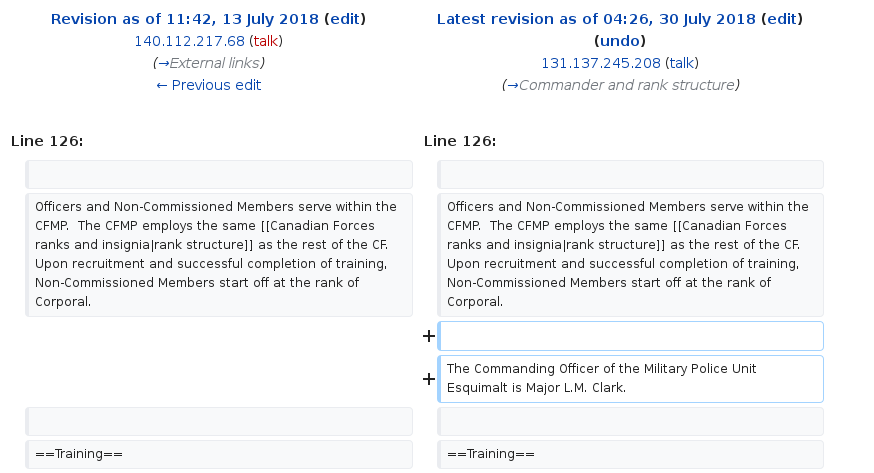 Revision as of 11:42, 13 July 2018 (edit)
140.112.217.68 (talk)
(→External links)
← Previous edit
Latest revision as of 04:26, 30 July 2018 (edit)
(undo)
131.137.245.208 (talk)
(→Commander and rank structure)
Line 126:
Line 126:
Officers and Non-Commissioned Members serve within the
CFMP.  The CFMP employs the same [[Canadian Forces
ranks and insignia|rank structure]] as the rest of the CF.
Upon recruitment and successful completion of training,
Non-Commissioned Members start off at the rank of
Corporal.
Officers and Non-Commissioned Members serve within the
CFMP.  The CFMP employs the same [[Canadian Forces
ranks and insignia|rank structure]] as the rest of the CF.
Upon recruitment and successful completion of training,
Non-Commissioned Members start off at the rank of
Corporal.
+
+
The Commanding Officer of the Military Police Unit
Esquimalt is Major L.M. Clark.
==Training==
==Training==